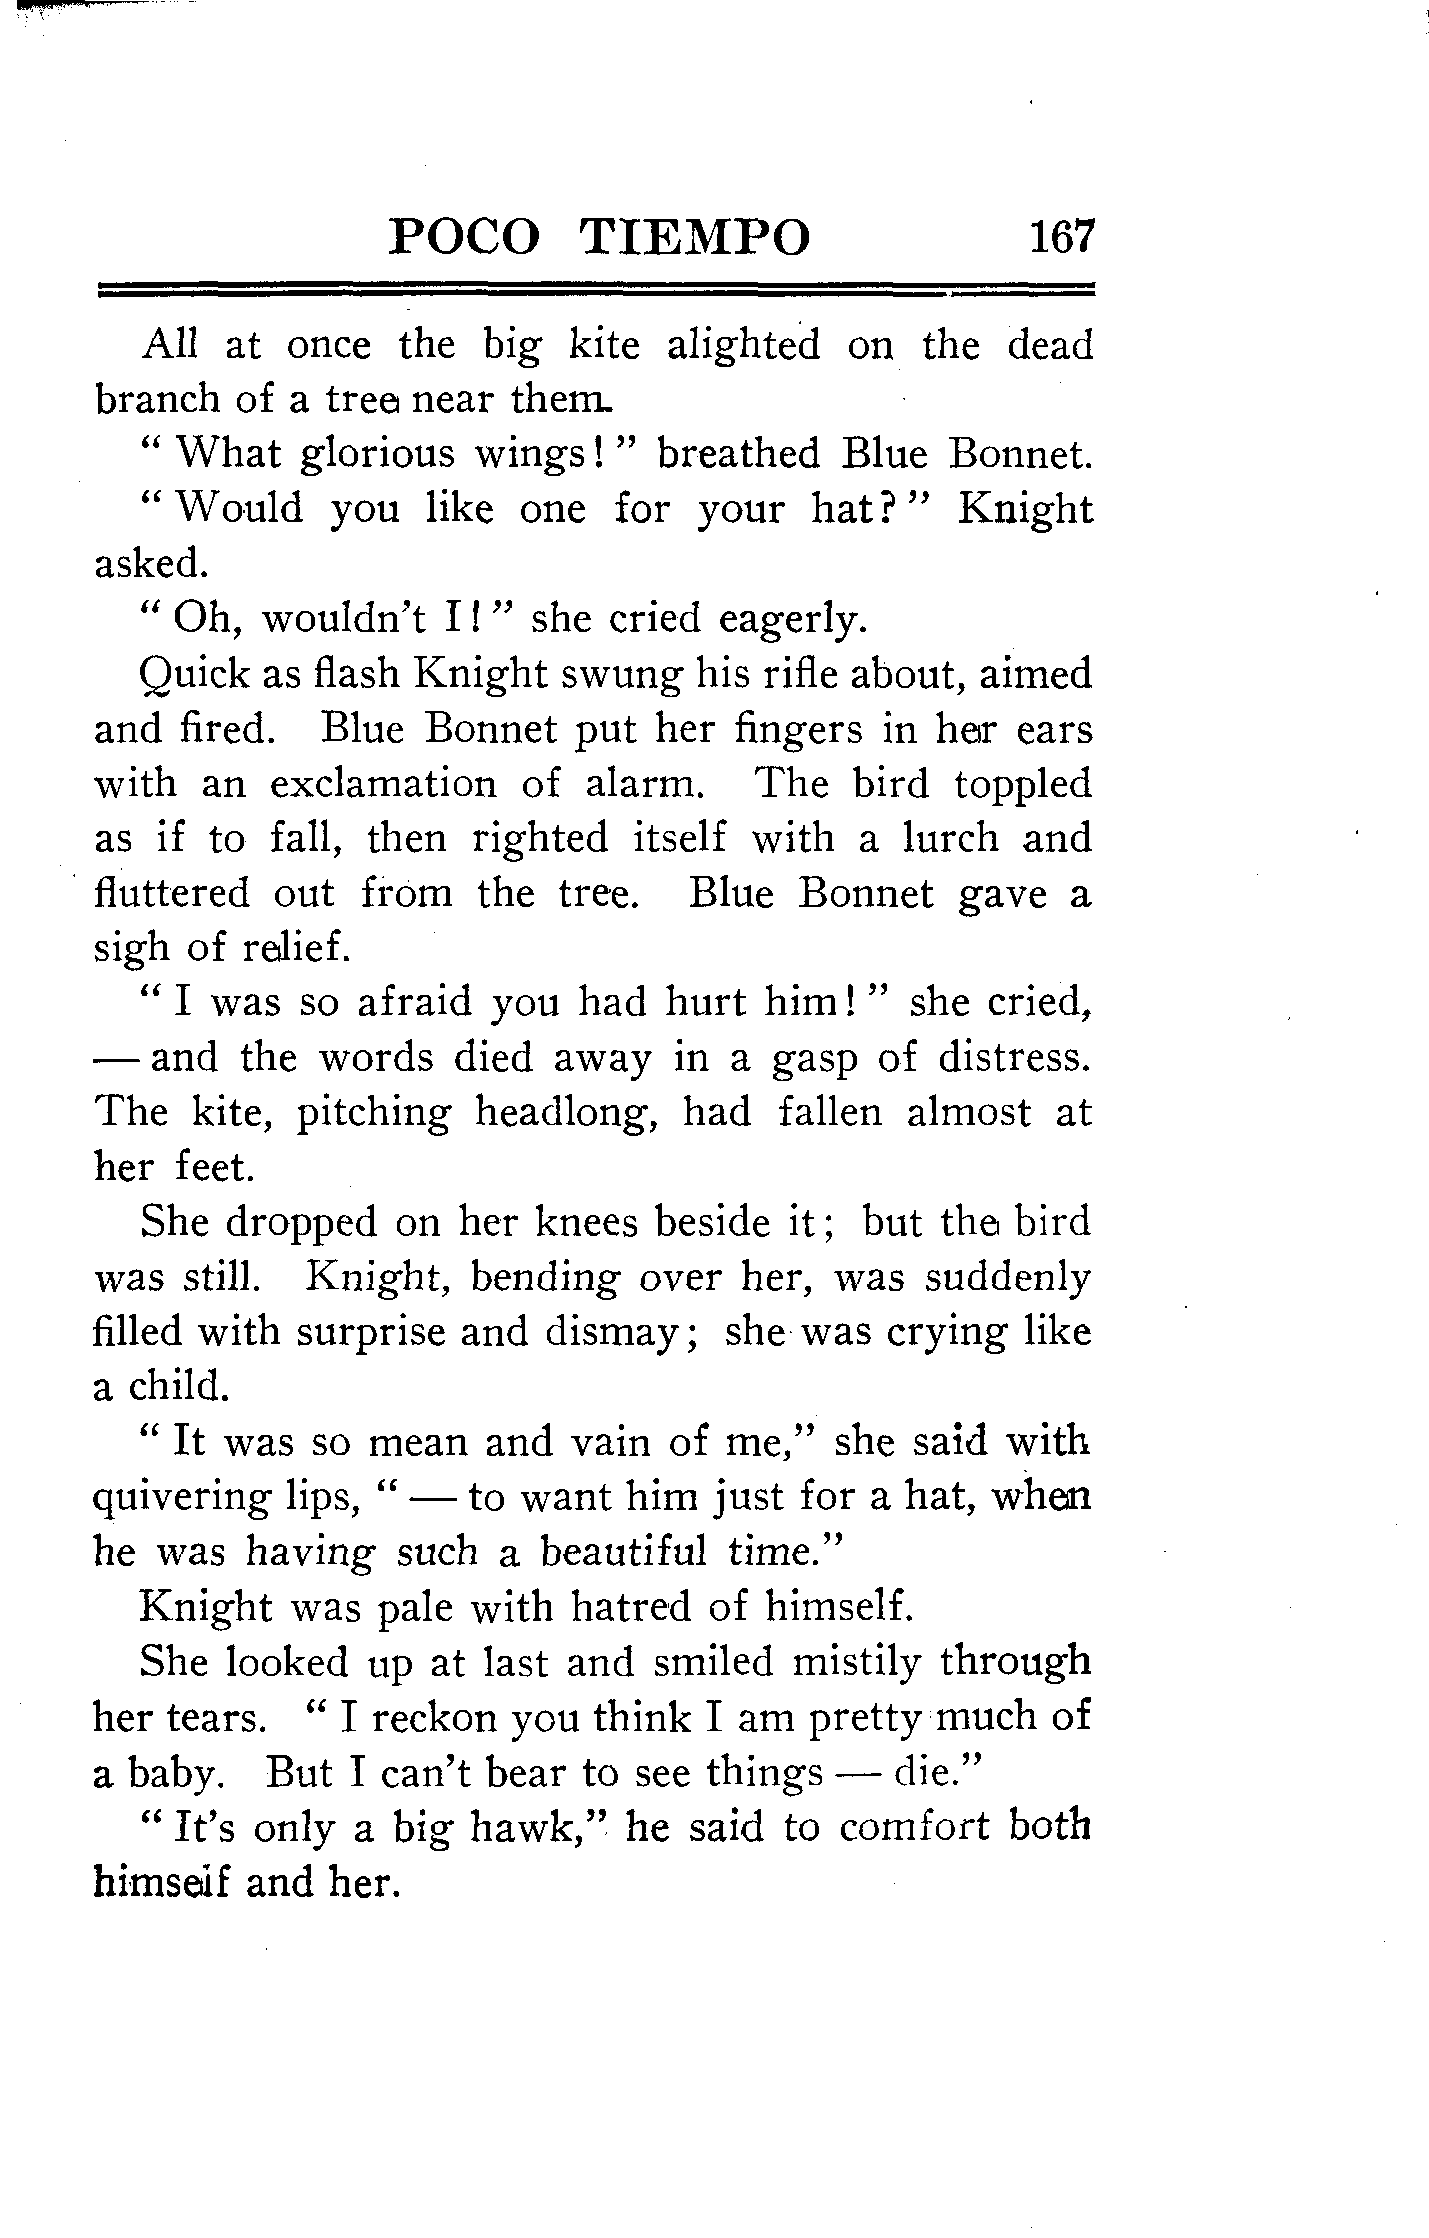 POCO TIEMPO 167
All at once the big kite alighted on the dead
branch of a tree near them.
“ What glorious wings! ” breathed Blue Bonnet.
“ Would you like one for your hat? ” Knight
asked.
“ Oh, wouldn’t I! ” she cried eagerly.
Quick as flash Knight swung his rifle about, aimed
and fired. Blue Bonnet put her fingers in her ears
with an exclamation of alarm. The bird toppled
as if to fall, then righted itself with a lurch and
fluttered out from the tree. Blue Bonnet gave a
sigh of relief.
“ I was so afraid you had hurt him! ” she cried,
— and the words died away in a gasp of distress.
The kite, pitching headlong, had fallen almost at
her feet.
She dropped on her knees beside it; but the bird
was still. Knight, bending over her, was suddenly
filled with surprise and dismay; she was crying like
a child.
“ It was so mean and vain of me,” she said with
quivering lips, “ — to want him just for a hat, when
he was having such a beautiful time.”
Knight was pale with hatred of himself.
She looked up at last and smiled mistily through
her tears. “ I reckon you think I am pretty much of
a baby. But I can’t bear to see things — die.”
“ It’s only a big hawk,” he said to comfort both
himself and her.